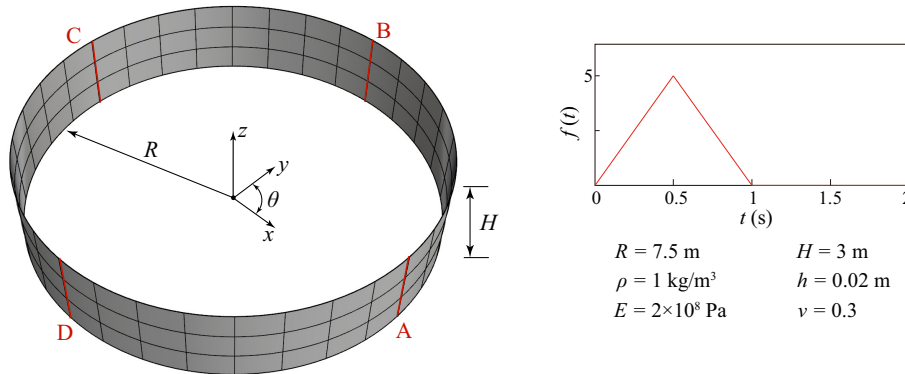 C
B
R
z
y
θ
x
H
D
A
f(t)
5
0
0.5
1
1.5
2
t (s)
R = 7.5 m
H = 3 m
ρ = 1 kg/m³
h = 0.02 m
E = 2×10⁸ Pa
ν = 0.3